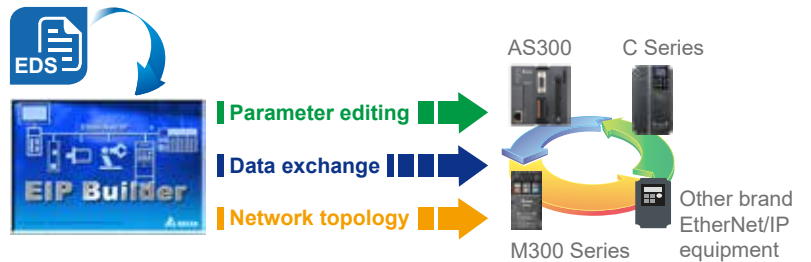 EDS
AS300
C Series
Parameter editing
Data exchange
EIP Builder
Network topology
Other brand
EtherNet/IP
equipment
M300 Series